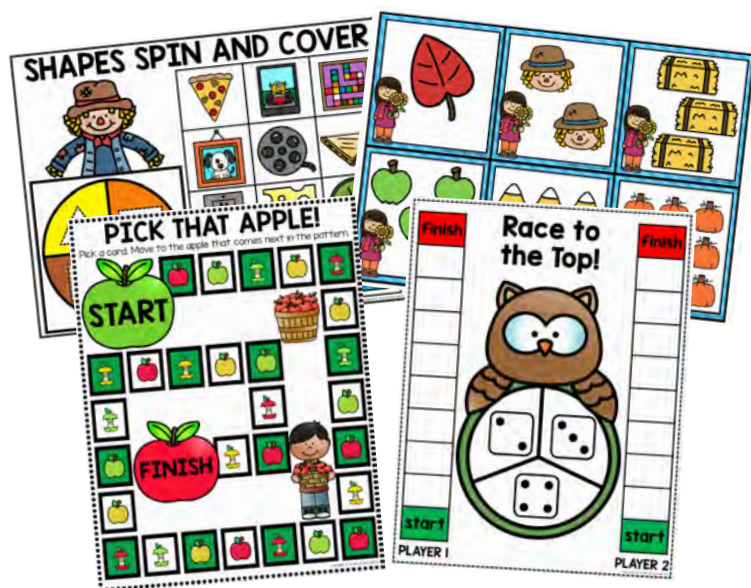 SHAPES SPIN AND COVER
PICK THAT APPLE!
Pick a card. Move to the apple that comes next in the pattern.
START
FINISH
Race to
the Top!
finish
finish
start
start
PLAYER 1
PLAYER 2